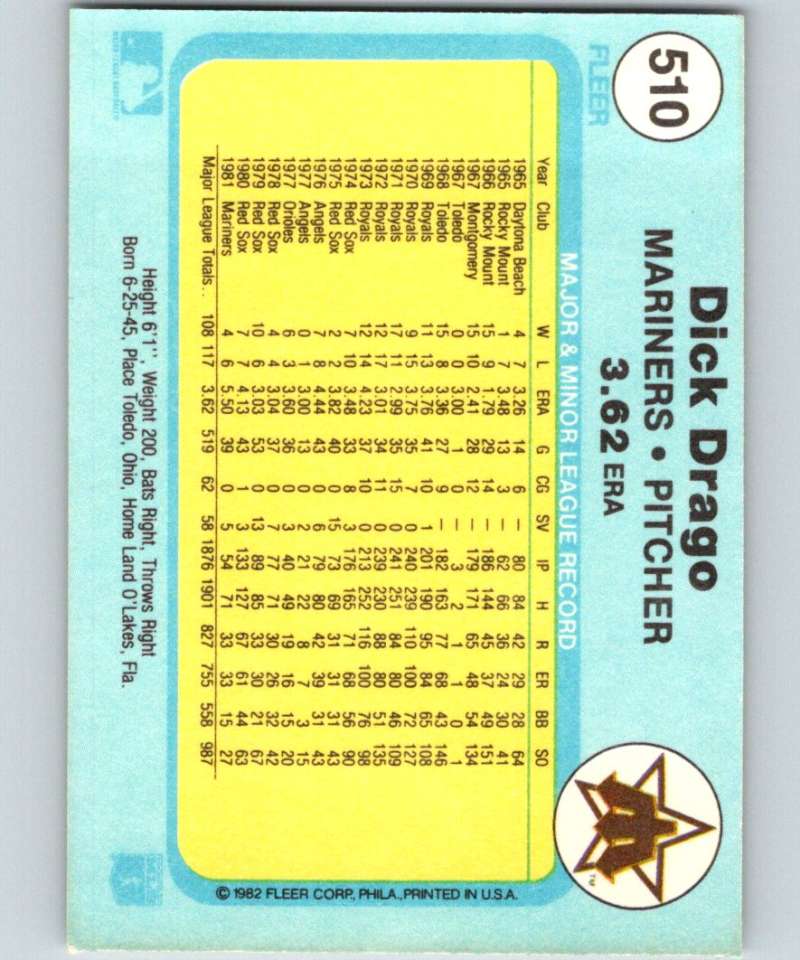 510
FLEER
Dick Drago
MARINERS • PITCHER
3.62 ERA
TM
MAJOR & MINOR LEAGUE RECORD
Year Club W L ERA G CG SV IP H R ER BB SO
1965 Daytona Beach 4 7 3.26 14 6 — 80 84 42 29 28 64
1965 Rocky Mount 1 7 3.48 13 3 — 62 66 36 24 30 41
1966 Rocky Mount 15 9 1.79 29 14 — 186 144 45 37 49 151
1967 Montgomery 15 10 2.41 28 12 — 179 171 65 48 54 134
1967 Toledo 0 0 3.00 1 0 — 3 2 1 1 0 1
1968 Toledo 15 8 3.36 27 9 — 182 163 77 68 43 146
1969 Royals 11 13 3.76 41 10 1 201 190 95 84 65 108
1970 Royals 9 15 3.75 35 7 0 240 239 110 100 72 127
1971 Royals 17 11 2.99 35 15 0 241 251 84 80 46 109
1972 Royals 12 17 3.01 34 11 0 239 230 88 80 51 135
1973 Royals 12 14 4.23 37 10 0 213 252 116 100 76 98
1974 Red Sox 7 10 3.48 33 8 3 176 165 71 68 56 90
1975 Red Sox 2 2 3.82 40 0 15 73 69 31 31 31 43
1976 Angels 7 8 4.44 43 0 6 79 80 42 39 31 43
1977 Angels 0 1 3.00 13 0 2 21 22 8 7 3 15
1977 Orioles 6 3 3.60 36 0 3 40 49 19 16 15 20
1978 Red Sox 4 4 3.04 37 0 7 77 71 30 26 32 42
1979 Red Sox 10 6 3.03 53 0 13 89 85 33 30 21 67
1980 Red Sox 7 7 4.13 43 1 3 133 127 67 61 44 63
1981 Mariners 4 6 5.50 39 0 5 54 71 33 33 15 27
Major League Totals.. 108 117 3.62 519 62 58 1876 1901 827 755 558 987
Height 6'1", Weight 200, Bats Right, Throws Right
Born 6-25-45, Place Toledo, Ohio, Home Land O'Lakes, Fla.
© 1982 FLEER CORP., PHILA., PRINTED IN U.S.A.